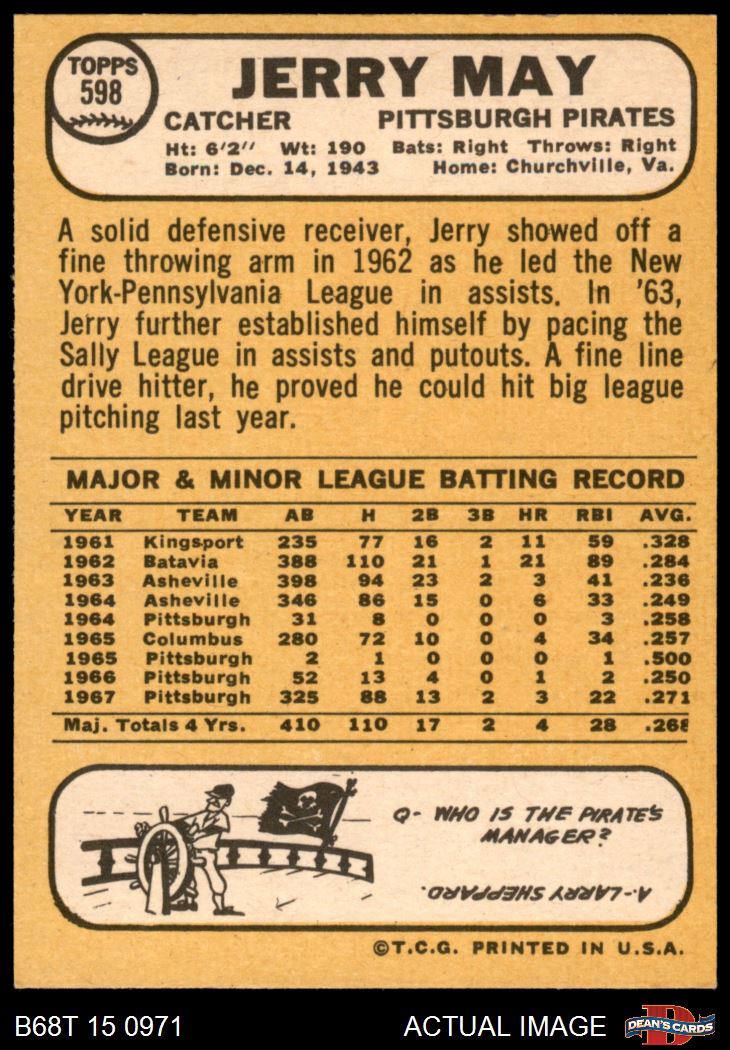 TOPPS
598
JERRY MAY
CATCHER PITTSBURGH PIRATES
Ht: 6'2" Wt: 190 Bats: Right Throws: Right
Born: Dec. 14, 1943 Home: Churchville, Va.
A solid defensive receiver, Jerry showed off a
fine throwing arm in 1962 as he led the New
York-Pennsylvania League in assists. In '63,
Jerry further established himself by pacing the
Sally League in assists and putouts. A fine line
drive hitter, he proved he could hit big league
pitching last year.
MAJOR & MINOR LEAGUE BATTING RECORD
YEAR TEAM AB H 2B 3B HR RBI AVG.
1961 Kingsport 235 77 16 2 11 59 .328
1962 Batavia 388 110 21 1 21 89 .284
1963 Asheville 398 94 23 2 3 41 .236
1964 Asheville 346 86 15 0 6 33 .249
1964 Pittsburgh 31 8 0 0 0 3 .258
1965 Columbus 280 72 10 0 4 34 .257
1965 Pittsburgh 2 1 0 0 0 1 .500
1966 Pittsburgh 52 13 4 0 1 2 .250
1967 Pittsburgh 325 88 13 2 3 22 .271
Maj. Totals 4 Yrs. 410 110 17 2 4 28 .268
Q- WHO IS THE PIRATE'S
MANAGER?
A-LARRY SHEPPARD.
©T.C.G. PRINTED IN U.S.A.
B68T 15 0971 ACTUAL IMAGE
D
DEAN'S CARDS